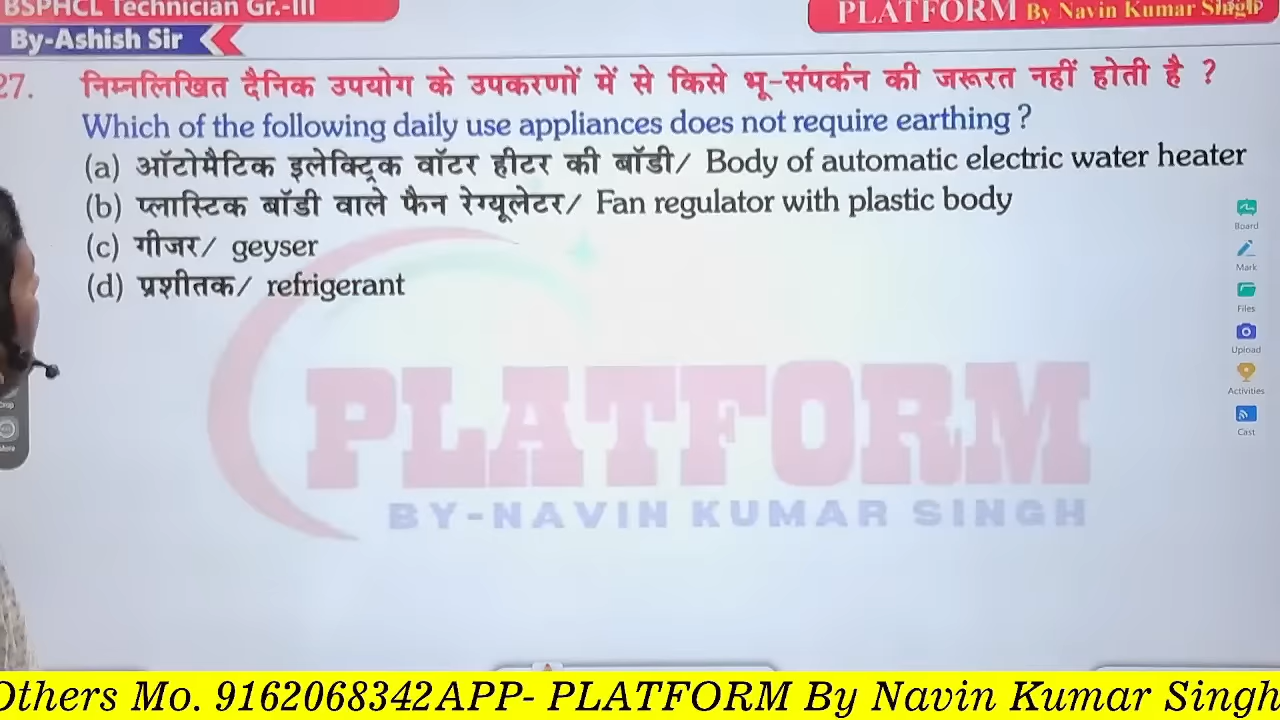 BSPHCL Technician Gr.-III
PLATFORM By Navin Kumar Singh
By-Ashish Sir
27. निम्नलिखित दैनिक उपयोग के उपकरणों में से किसे भू-संपर्कन की जरूरत नहीं होती है ?
Which of the following daily use appliances does not require earthing ?
(a) ऑटोमैटिक इलेक्ट्रिक वॉटर हीटर की बॉडी/ Body of automatic electric water heater
(b) प्लास्टिक बॉडी वाले फैन रेग्यूलेटर/ Fan regulator with plastic body
(c) गीजर/ geyser
(d) प्रशीतक/ refrigerant
Board
Mark
Files
Upload
Activities
Cast
PLATFORM
BY-NAVIN KUMAR SINGH
Others Mo. 9162068342APP- PLATFORM By Navin Kumar Singh